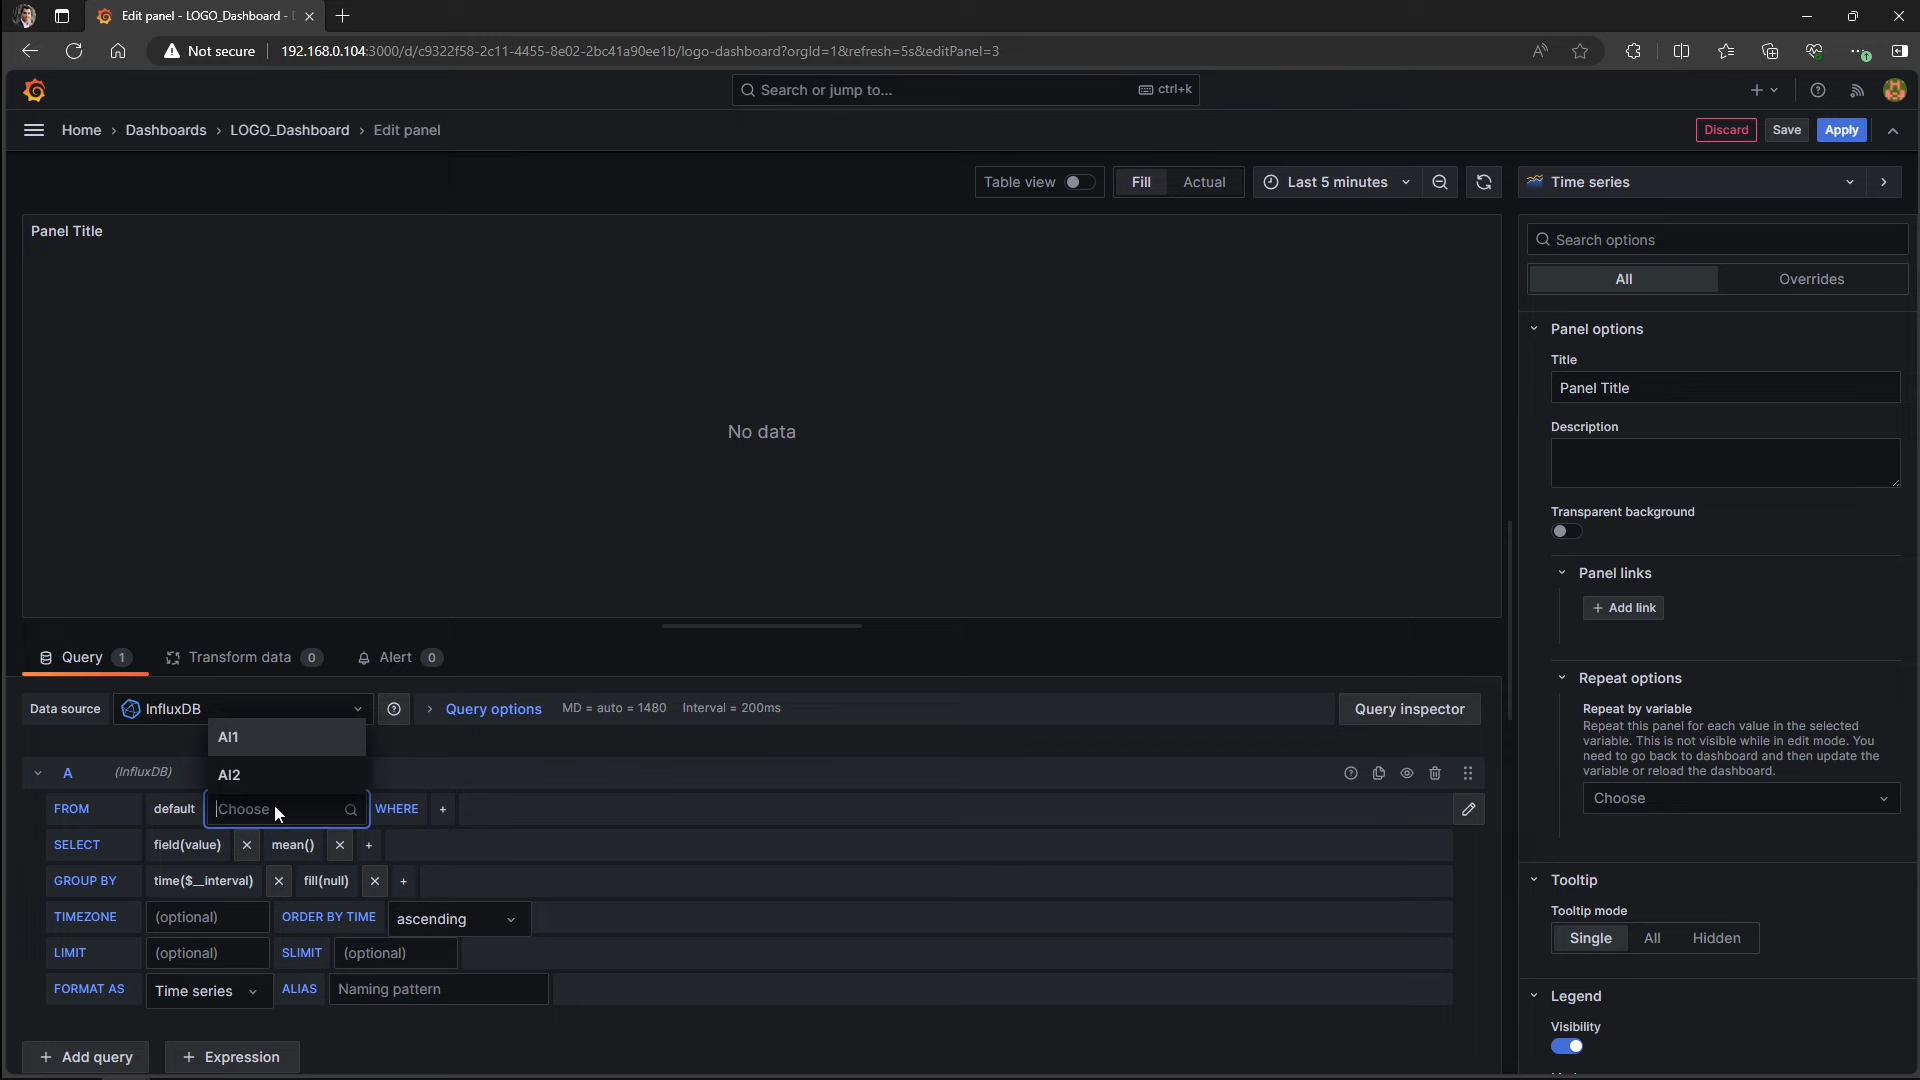 Edit panel - LOGO_Dashboard -
Not secure
192.168.0.104:3000/d/c9322f58-2c11-4455-8e02-2bc41a90ee1b/logo-dashboard?orgId=1&refresh=5s&editPanel=3
Search or jump to...
ctrl+k
Home › Dashboards › LOGO_Dashboard › Edit panel
Discard
Save
Apply
Table view
Fill
Actual
Last 5 minutes
Time series
Panel Title
No data
Search options
All
Overrides
Panel options
Title
Panel Title
Description
Transparent background
Panel links
+ Add link
Repeat options
Repeat by variable
Repeat this panel for each value in the selected
variable. This is not visible while in edit mode. You
need to go back to dashboard and then update the
variable or reload the dashboard.
Choose
Tooltip
Tooltip mode
Single
All
Hidden
Legend
Visibility
Query 1
Transform data 0
Alert 0
Data source
InfluxDB
Query options
MD = auto = 1480
Interval = 200ms
Query inspector
AI1
AI2
A
(InfluxDB)
FROM default Choose WHERE +
SELECT field(value) × mean() × +
GROUP BY time($__interval) × fill(null) × +
TIMEZONE (optional) ORDER BY TIME ascending
LIMIT (optional) SLIMIT (optional)
FORMAT AS Time series ALIAS Naming pattern
+ Add query
+ Expression